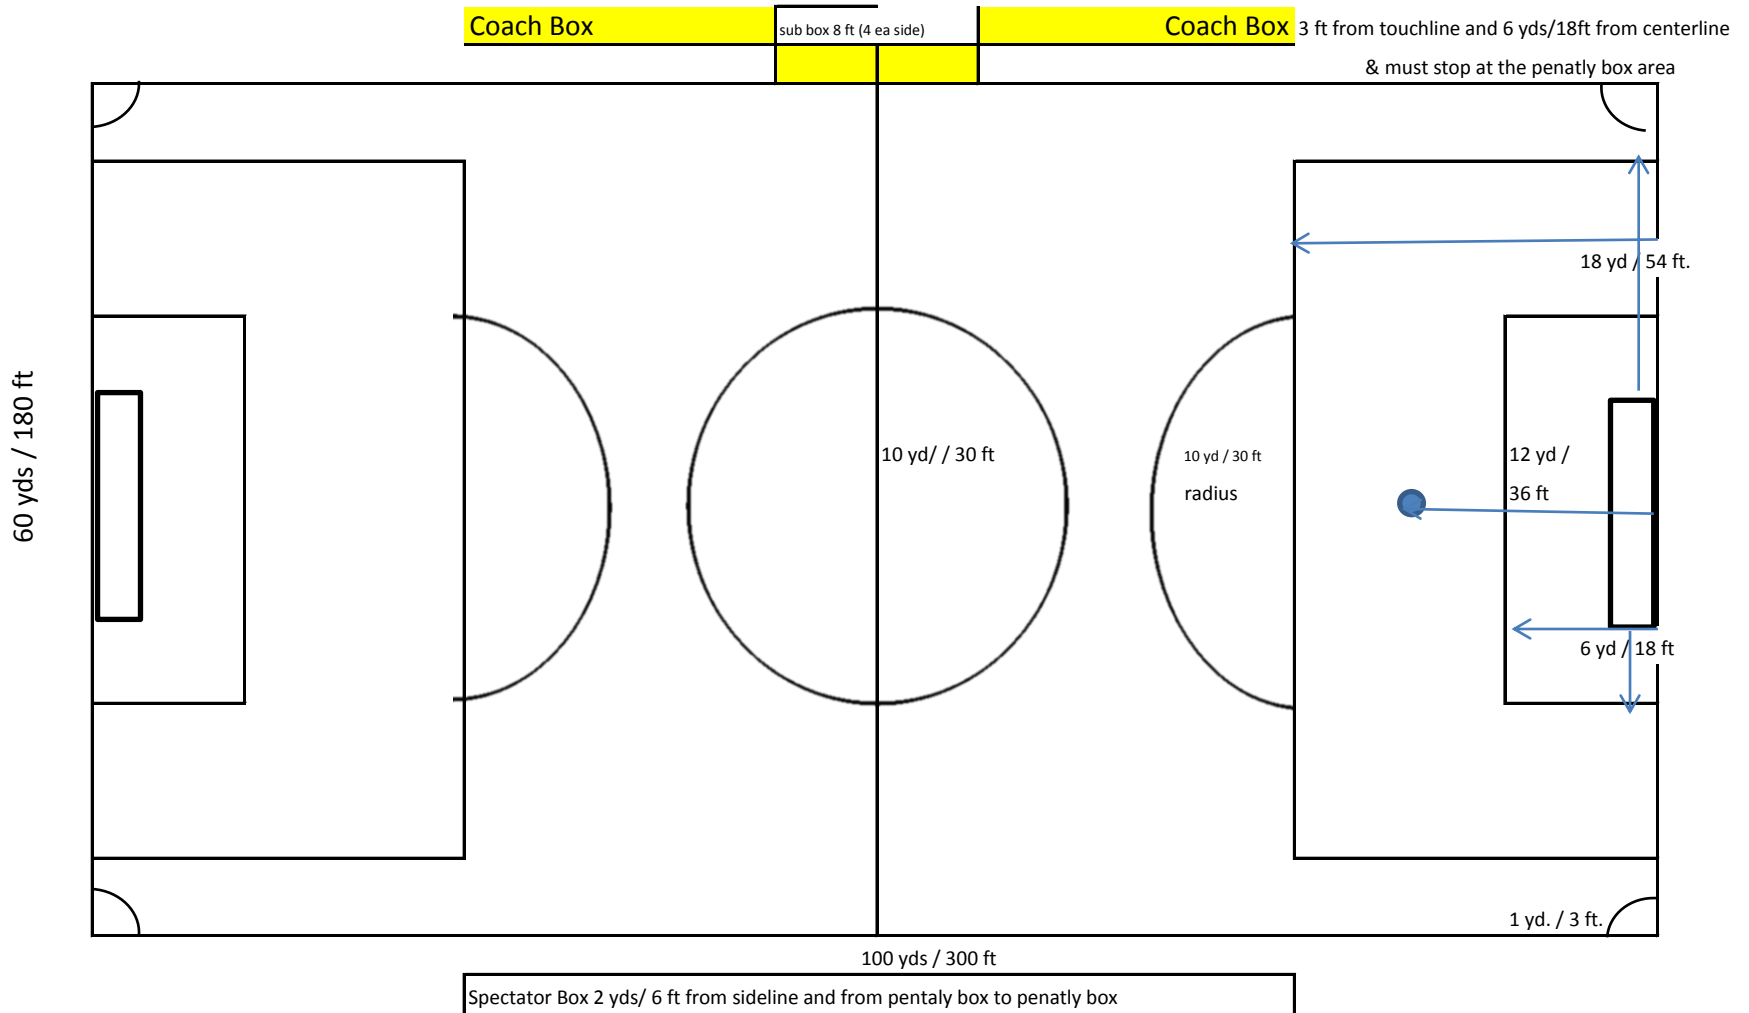 Coach Box
sub box 8 ft (4 ea side)
Coach Box
3 ft from touchline and 6 yds/18ft from centerline
& must stop at the penatly box area
18 yd / 54 ft.
60 yds / 180 ft
10 yd/ / 30 ft
10 yd / 30 ft
radius
12 yd /
36 ft
6 yd / 18 ft
1 yd. / 3 ft.
100 yds / 300 ft
Spectator Box 2 yds/ 6 ft from sideline and from pentaly box to penatly box